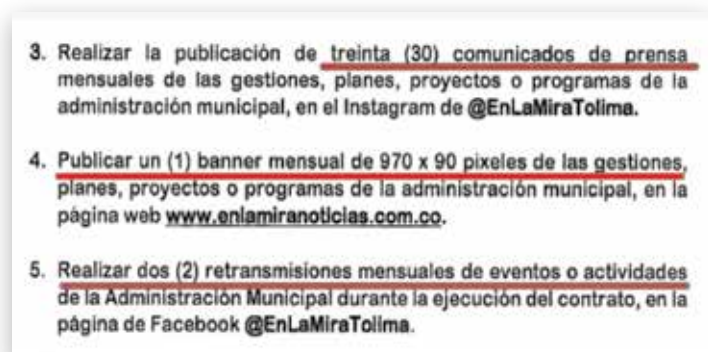 3. Realizar la publicación de treinta (30) comunicados de prensa
mensuales de las gestiones, planes, proyectos o programas de la
administración municipal, en el Instagram de @EnLaMiraTolima.
4. Publicar un (1) banner mensual de 970 x 90 pixeles de las gestiones,
planes, proyectos o programas de la administración municipal, en la
página web www.enlamiranoticias.com.co.
5. Realizar dos (2) retransmisiones mensuales de eventos o actividades
de la Administración Municipal durante la ejecución del contrato, en la
página de Facebook @EnLaMiraTolima.